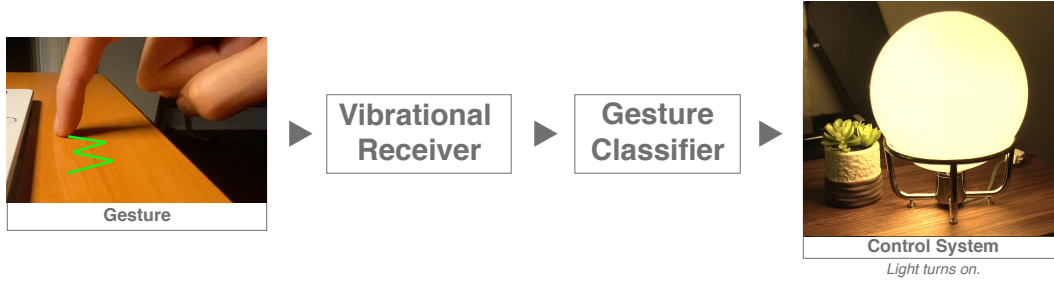 Gesture
Vibrational
Receiver
Gesture
Classifier
Control System
Light turns on.